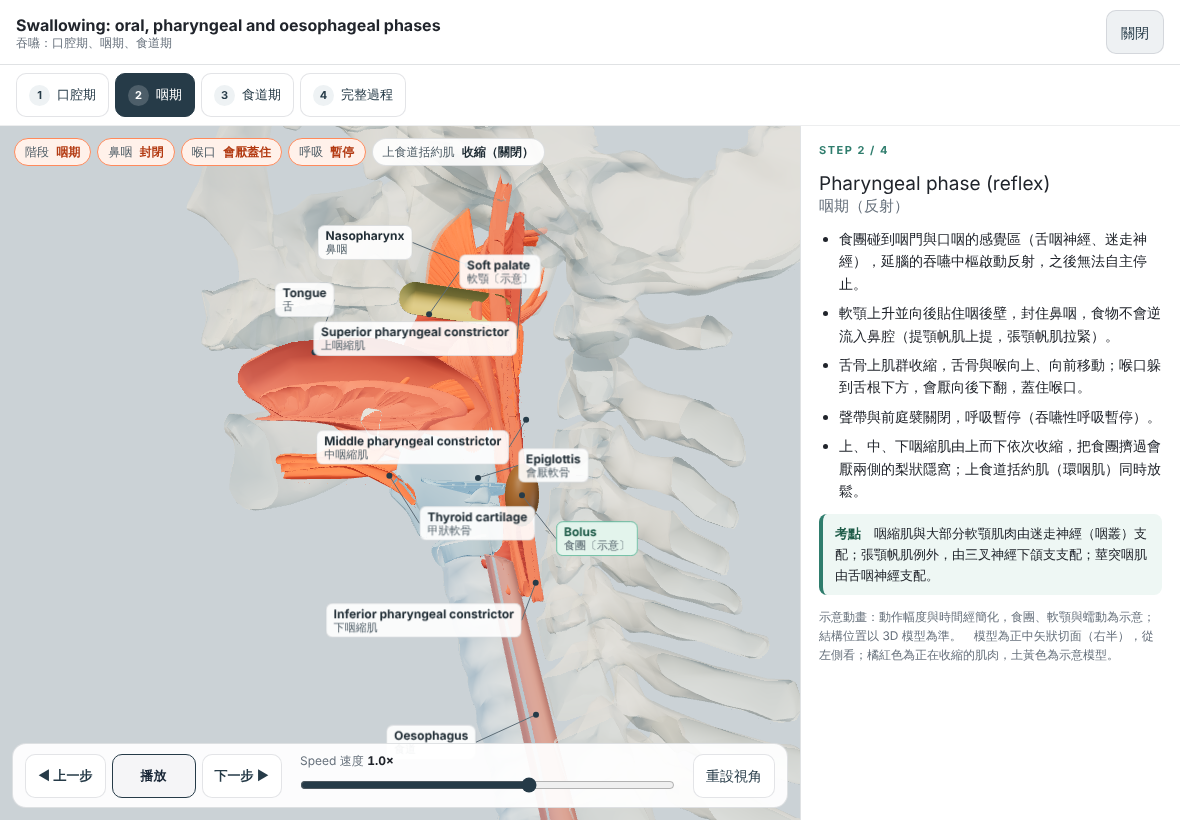 Swallowing: oral, pharyngeal and oesophageal phases
吞嚥：口腔期、咽期、食道期
關閉
1 口腔期
2 咽期
3 食道期
4 完整過程
階段 咽期
鼻咽 封閉
喉口 會厭蓋住
呼吸 暫停
上食道括約肌 收縮（關閉）
Nasopharynx
鼻咽
Soft palate
軟顎〔示意〕
Tongue
舌
Superior pharyngeal constrictor
上咽縮肌
Middle pharyngeal constrictor
中咽縮肌
Epiglottis
會厭軟骨
Thyroid cartilage
甲狀軟骨
Bolus
食團〔示意〕
Inferior pharyngeal constrictor
下咽縮肌
Oesophagus
◀ 上一步
播放
下一步 ▶
Speed 速度 1.0×
重設視角
STEP 2 / 4
Pharyngeal phase (reflex)
咽期（反射）
• 食團碰到咽門與口咽的感覺區（舌咽神經、迷走神
經），延腦的吞嚥中樞啟動反射，之後無法自主停
止。
• 軟顎上升並向後貼住咽後壁，封住鼻咽，食物不會逆
流入鼻腔（提顎帆肌上提，張顎帆肌拉緊）。
• 舌骨上肌群收縮，舌骨與喉向上、向前移動；喉口躲
到舌根下方，會厭向後下翻，蓋住喉口。
• 聲帶與前庭襞關閉，呼吸暫停（吞嚥性呼吸暫停）。
• 上、中、下咽縮肌由上而下依次收縮，把食團擠過會
厭兩側的梨狀隱窩；上食道括約肌（環咽肌）同時放
鬆。
考點 咽縮肌與大部分軟顎肌肉由迷走神經（咽叢）支
配；張顎帆肌例外，由三叉神經下頜支支配；莖突咽肌
由舌咽神經支配。
示意動畫：動作幅度與時間經簡化，食團、軟顎與蠕動為示意；
結構位置以 3D 模型為準。 模型為正中矢狀切面（右半），從
左側看；橘紅色為正在收縮的肌肉，土黃色為示意模型。